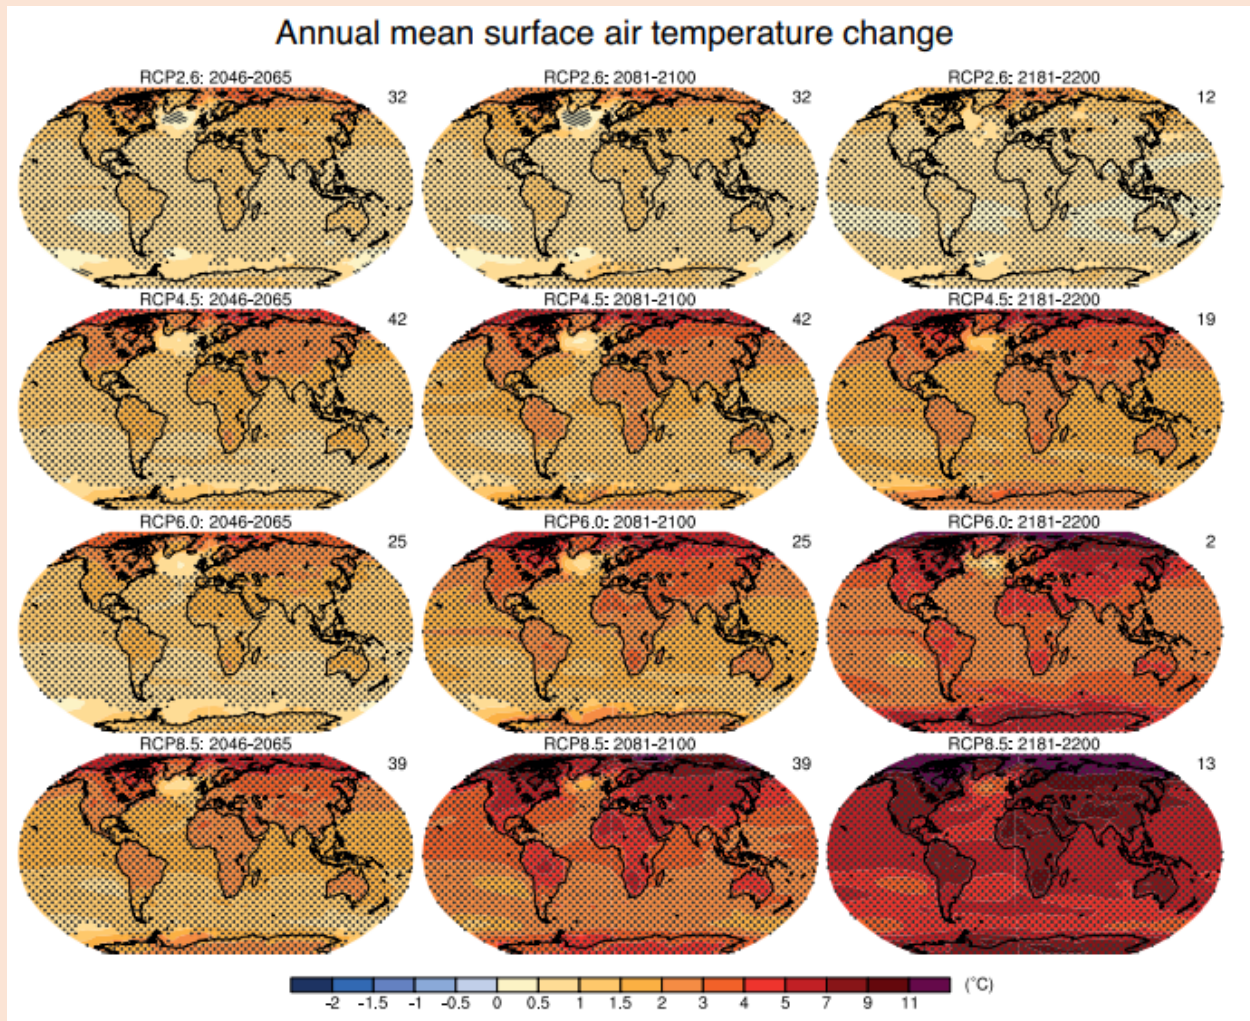 Annual mean surface air temperature change
RCP2.6: 2046-2065
32
RCP2.6: 2081-2100
32
RCP2.6: 2181-2200
12
RCP4.5: 2046-2065
42
RCP4.5: 2081-2100
42
RCP4.5: 2181-2200
19
RCP6.0: 2046-2065
25
RCP6.0: 2081-2100
25
RCP6.0: 2181-2200
2
RCP8.5: 2046-2065
39
RCP8.5: 2081-2100
39
RCP8.5: 2181-2200
13
(°C)
-2 -1.5 -1 -0.5 0 0.5 1 1.5 2 3 4 5 7 9 11